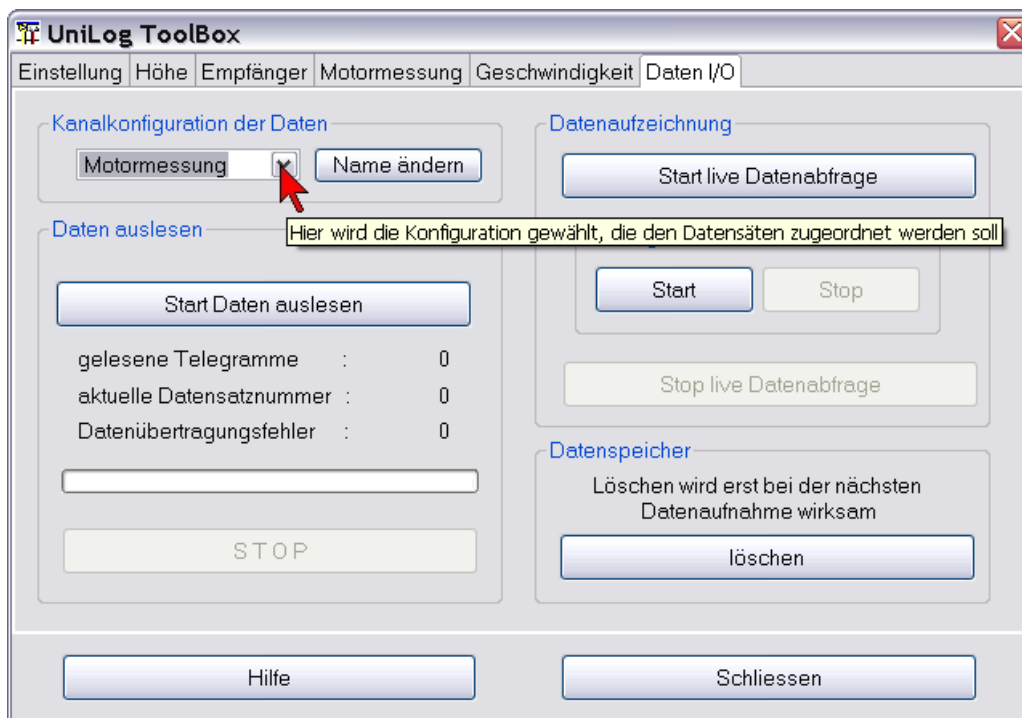 UniLog ToolBox
Einstellung Höhe Empfänger Motormessung Geschwindigkeit Daten I/O
Kanalkonfiguration der Daten
Motormessung
Name ändern
Daten auslesen
Start Daten auslesen
gelesene Telegramme : 0
aktuelle Datensatznummer : 0
Datenübertragungsfehler : 0
STOP
Datenaufzeichnung
Start live Datenabfrage
Hier wird die Konfiguration gewählt, die den Datensäten zugeordnet werden soll
Start Stop
Stop live Datenabfrage
Datenspeicher
Löschen wird erst bei der nächsten
Datenaufnahme wirksam
löschen
Hilfe Schliessen